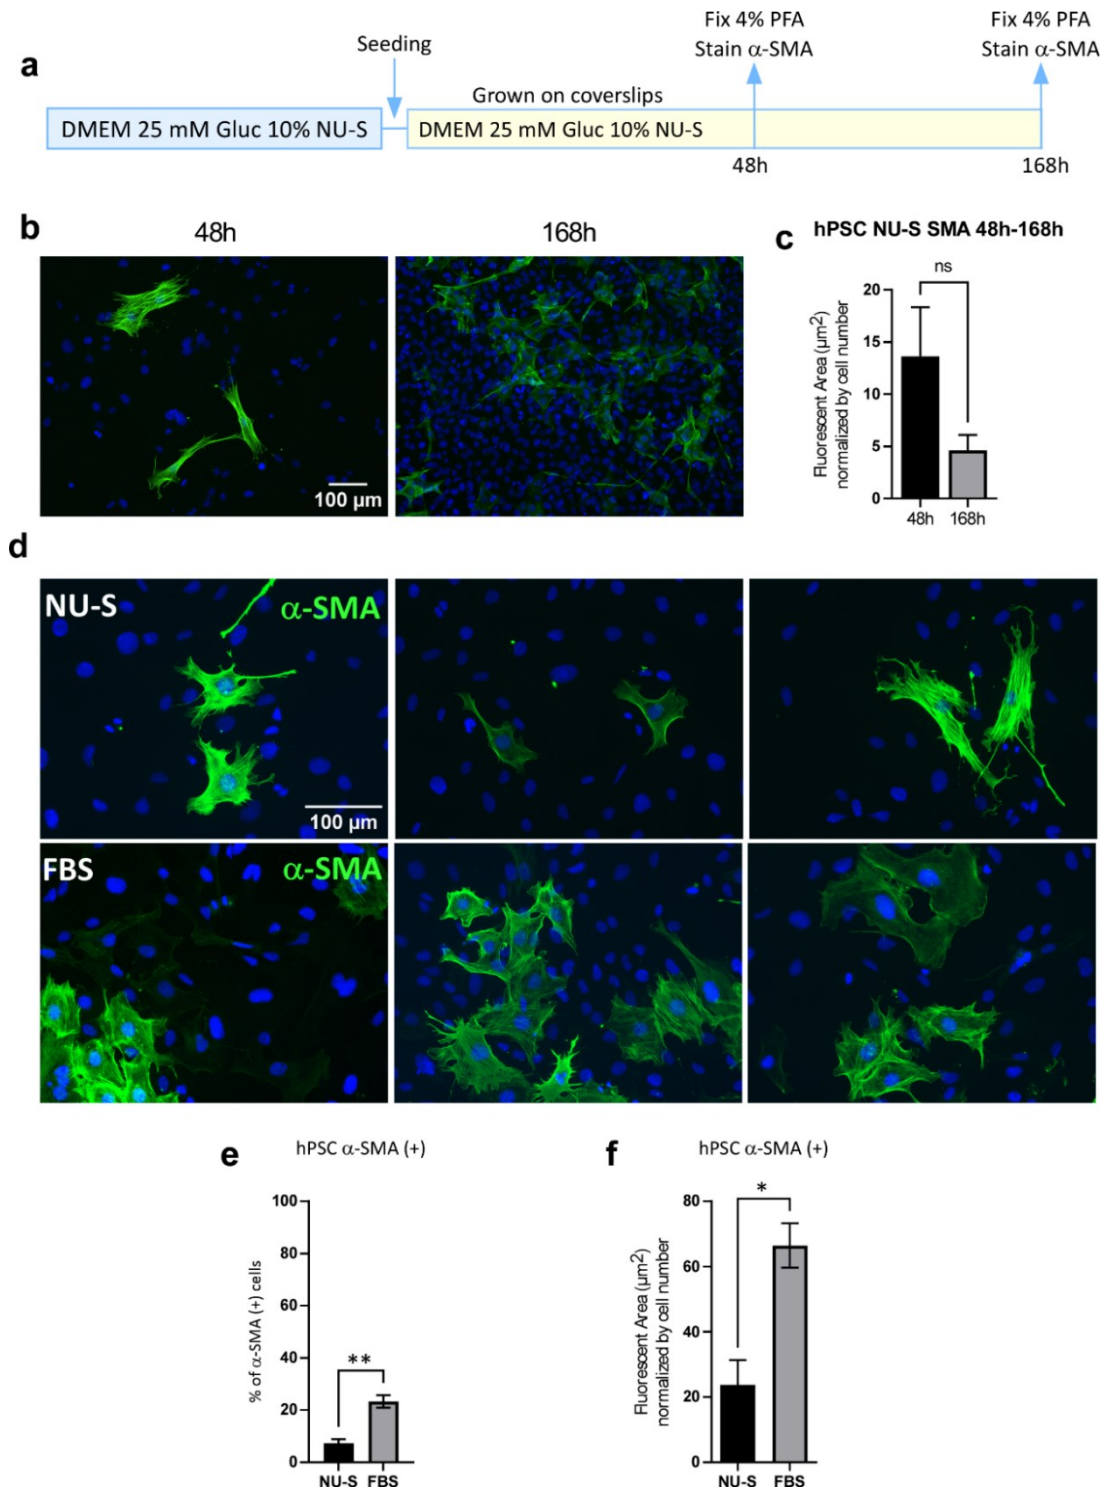 a
Seeding
Fix 4% PFA
Stain α-SMA
Fix 4% PFA
Stain α-SMA
Grown on coverslips
DMEM 25 mM Gluc 10% NU-S
DMEM 25 mM Gluc 10% NU-S
48h
168h
b
48h
168h
100 µm
c
hPSC NU-S SMA 48h-168h
ns
Fluorescent Area (µm2)
normalized by cell number
20
15
10
5
0
48h
168h
d
NU-S
α-SMA
100 µm
FBS
α-SMA
e
hPSC α-SMA (+)
% of α-SMA (+) cells
100
80
60
40
20
0
**
NU-S
FBS
f
hPSC α-SMA (+)
Fluorescent Area (µm2)
normalized by cell number
80
60
40
20
0
*
NU-S
FBS